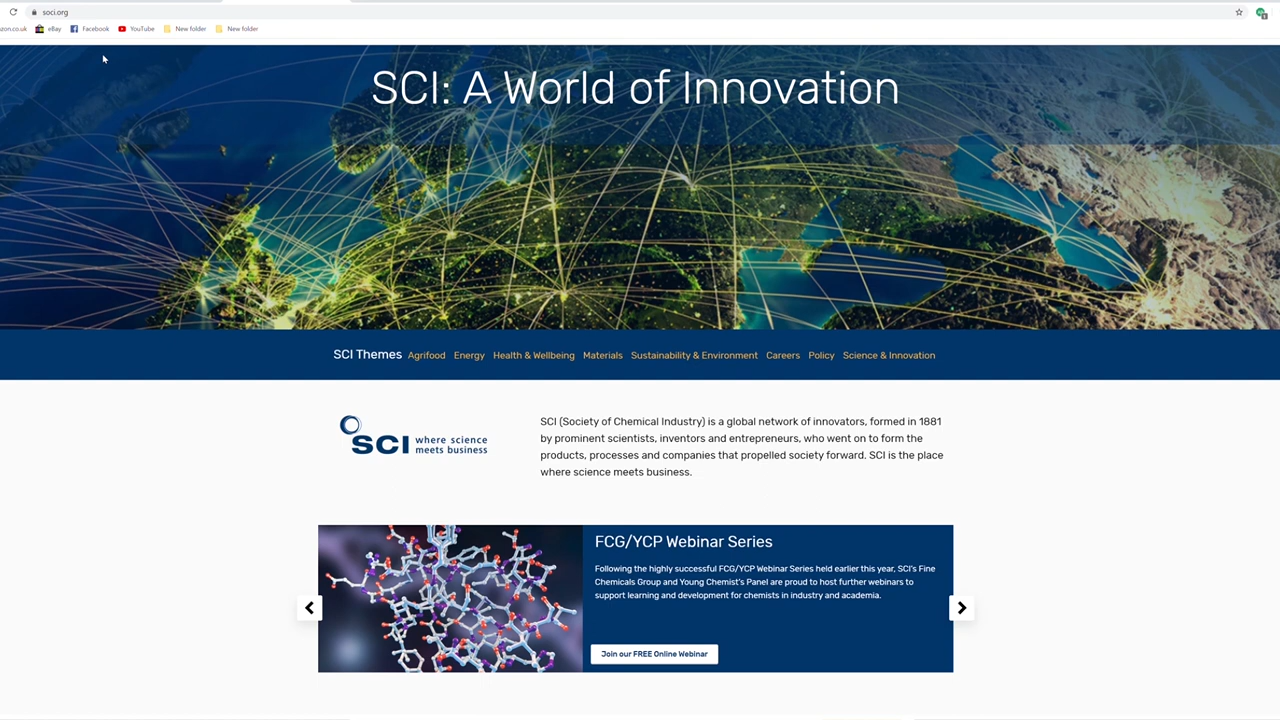 soci.org
zon.co.uk eBay Facebook YouTube New folder New folder
SCI: A World of Innovation
SCI Themes Agrifood Energy Health & Wellbeing Materials Sustainability & Environment Careers Policy Science & Innovation
SCI where science
meets business
SCI (Society of Chemical Industry) is a global network of innovators, formed in 1881
by prominent scientists, inventors and entrepreneurs, who went on to form the
products, processes and companies that propelled society forward. SCI is the place
where science meets business.
FCG/YCP Webinar Series
Following the highly successful FCG/YCP Webinar Series held earlier this year, SCI's Fine
Chemicals Group and Young Chemist's Panel are proud to host further webinars to
support learning and development for chemists in industry and academia.
Join our FREE Online Webinar